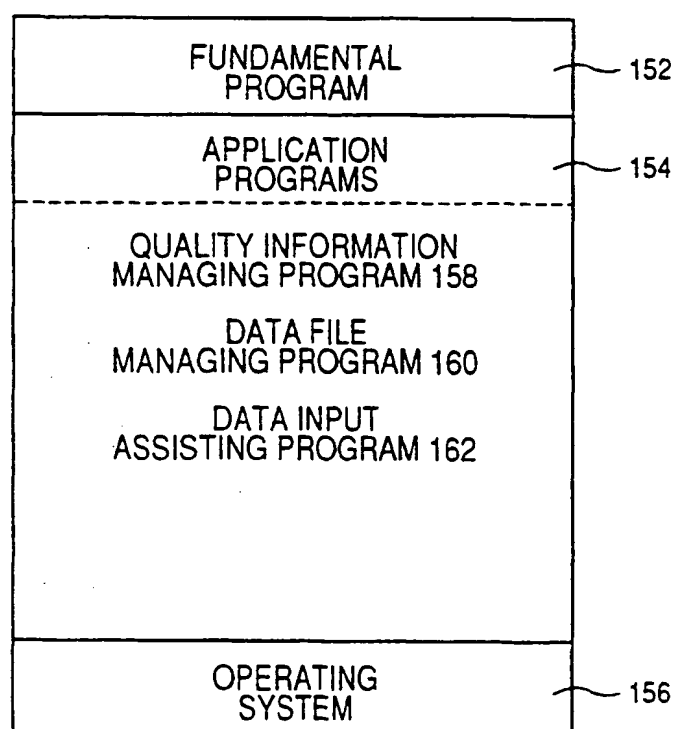 FUNDAMENTAL
PROGRAM
152
APPLICATION
PROGRAMS
154
QUALITY INFORMATION
MANAGING PROGRAM 158
DATA FILE
MANAGING PROGRAM 160
DATA INPUT
ASSISTING PROGRAM 162
OPERATING
SYSTEM
156